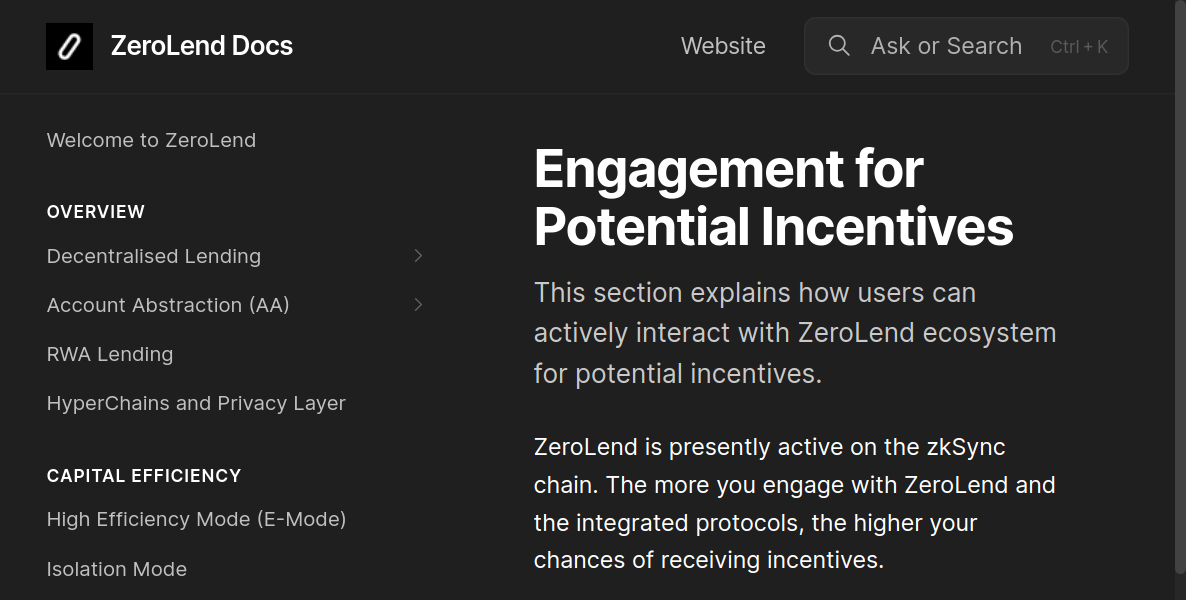 ZeroLend Docs
Website
Ask or Search
Ctrl + K
Welcome to ZeroLend
OVERVIEW
Decentralised Lending
Account Abstraction (AA)
RWA Lending
HyperChains and Privacy Layer
CAPITAL EFFICIENCY
High Efficiency Mode (E-Mode)
Isolation Mode
Engagement for
Potential Incentives
This section explains how users can
actively interact with ZeroLend ecosystem
for potential incentives.
ZeroLend is presently active on the zkSync
chain. The more you engage with ZeroLend and
the integrated protocols, the higher your
chances of receiving incentives.